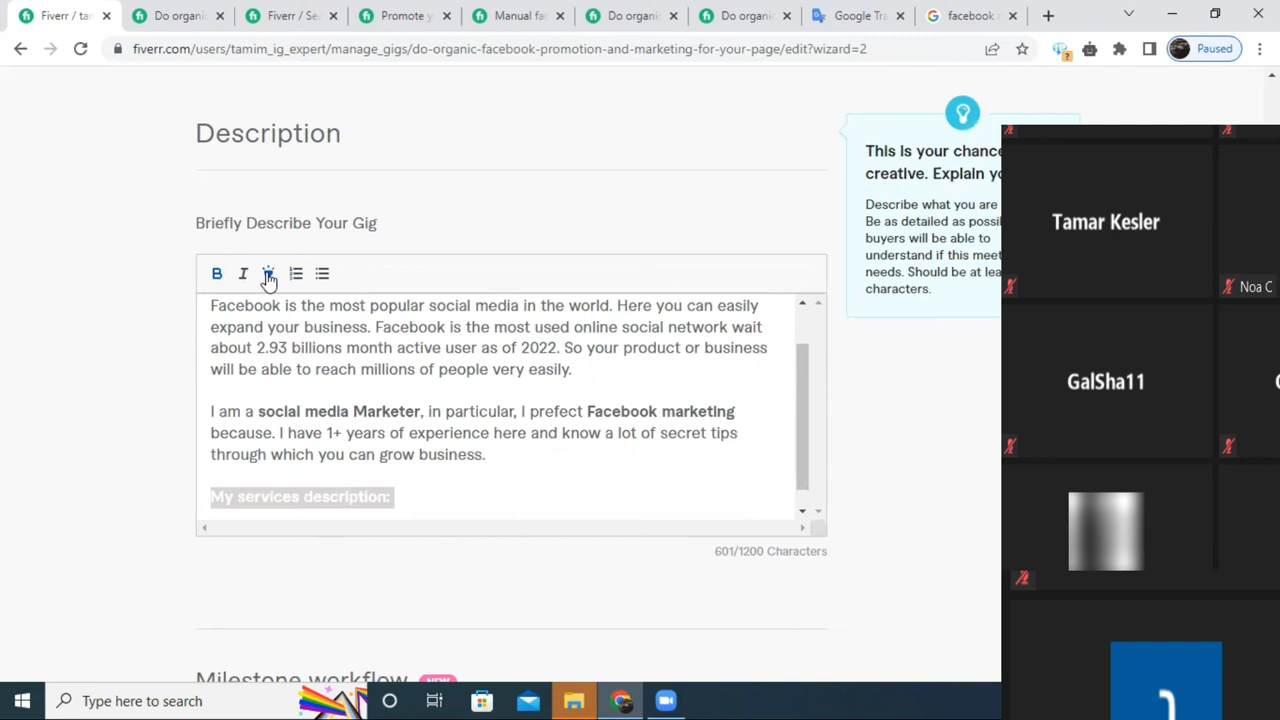 Fiverr / tan
Do organic
Fiverr / Se
Promote y
Manual fa
Do organi
Do organi
Google Tra
facebook
fiverr.com/users/tamim_ig_expert/manage_gigs/do-organic-facebook-promotion-and-marketing-for-your-page/edit?wizard=2
Paused
Description
Briefly Describe Your Gig
B I
Facebook is the most popular social media in the world. Here you can easily
expand your business. Facebook is the most used online social network wait
about 2.93 billions month active user as of 2022. So your product or business
will be able to reach millions of people very easily.
I am a social media Marketer, in particular, I prefect Facebook marketing
because. I have 1+ years of experience here and know a lot of secret tips
through which you can grow business.
My services description:
601/1200 Characters
Milestone workflow NEW
This is your chance
creative. Explain yo
Describe what you are
Be as detailed as possi
buyers will be able to
understand if this meet
needs. Should be at lea
characters.
Tamar Kesler
Noa C
GalSha11
Type here to search